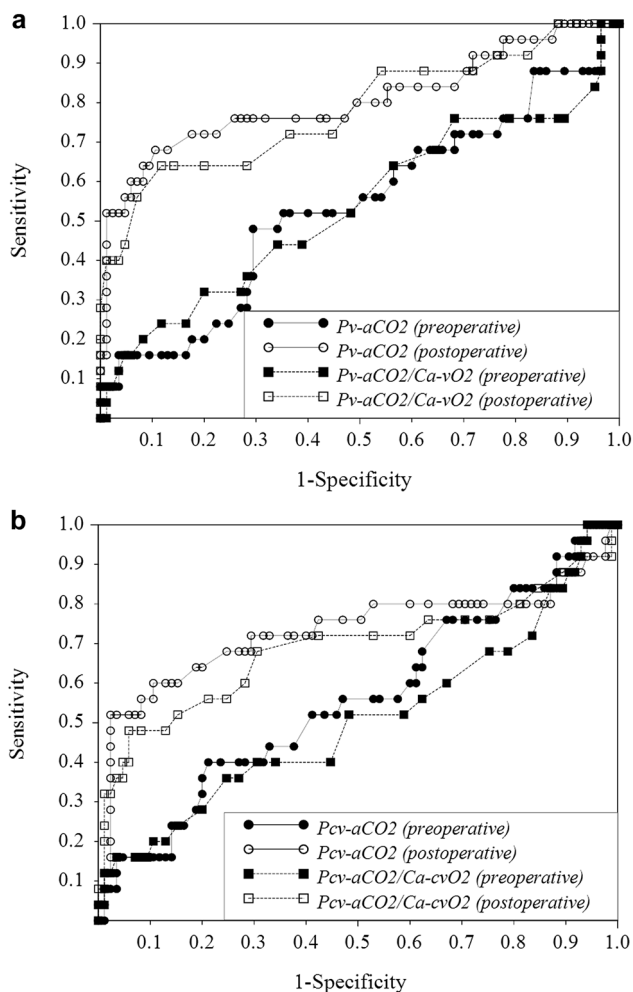 a
1.0
0.9
0.8
0.7
0.6
0.5
0.4
0.3
0.2
0.1
Sensitivity
Pv-aCO2 (preoperative)
Pv-aCO2 (postoperative)
Pv-aCO2/Ca-vO2 (preoperative)
Pv-aCO2/Ca-vO2 (postoperative)
0.1 0.2 0.3 0.4 0.5 0.6 0.7 0.8 0.9 1.0
1-Specificity
b
1.0
0.9
0.8
0.7
0.6
0.5
0.4
0.3
0.2
0.1
Sensitivity
Pcv-aCO2 (preoperative)
Pcv-aCO2 (postoperative)
Pcv-aCO2/Ca-cvO2 (preoperative)
Pcv-aCO2/Ca-cvO2 (postoperative)
0.1 0.2 0.3 0.4 0.5 0.6 0.7 0.8 0.9 1.0
1-Specificity